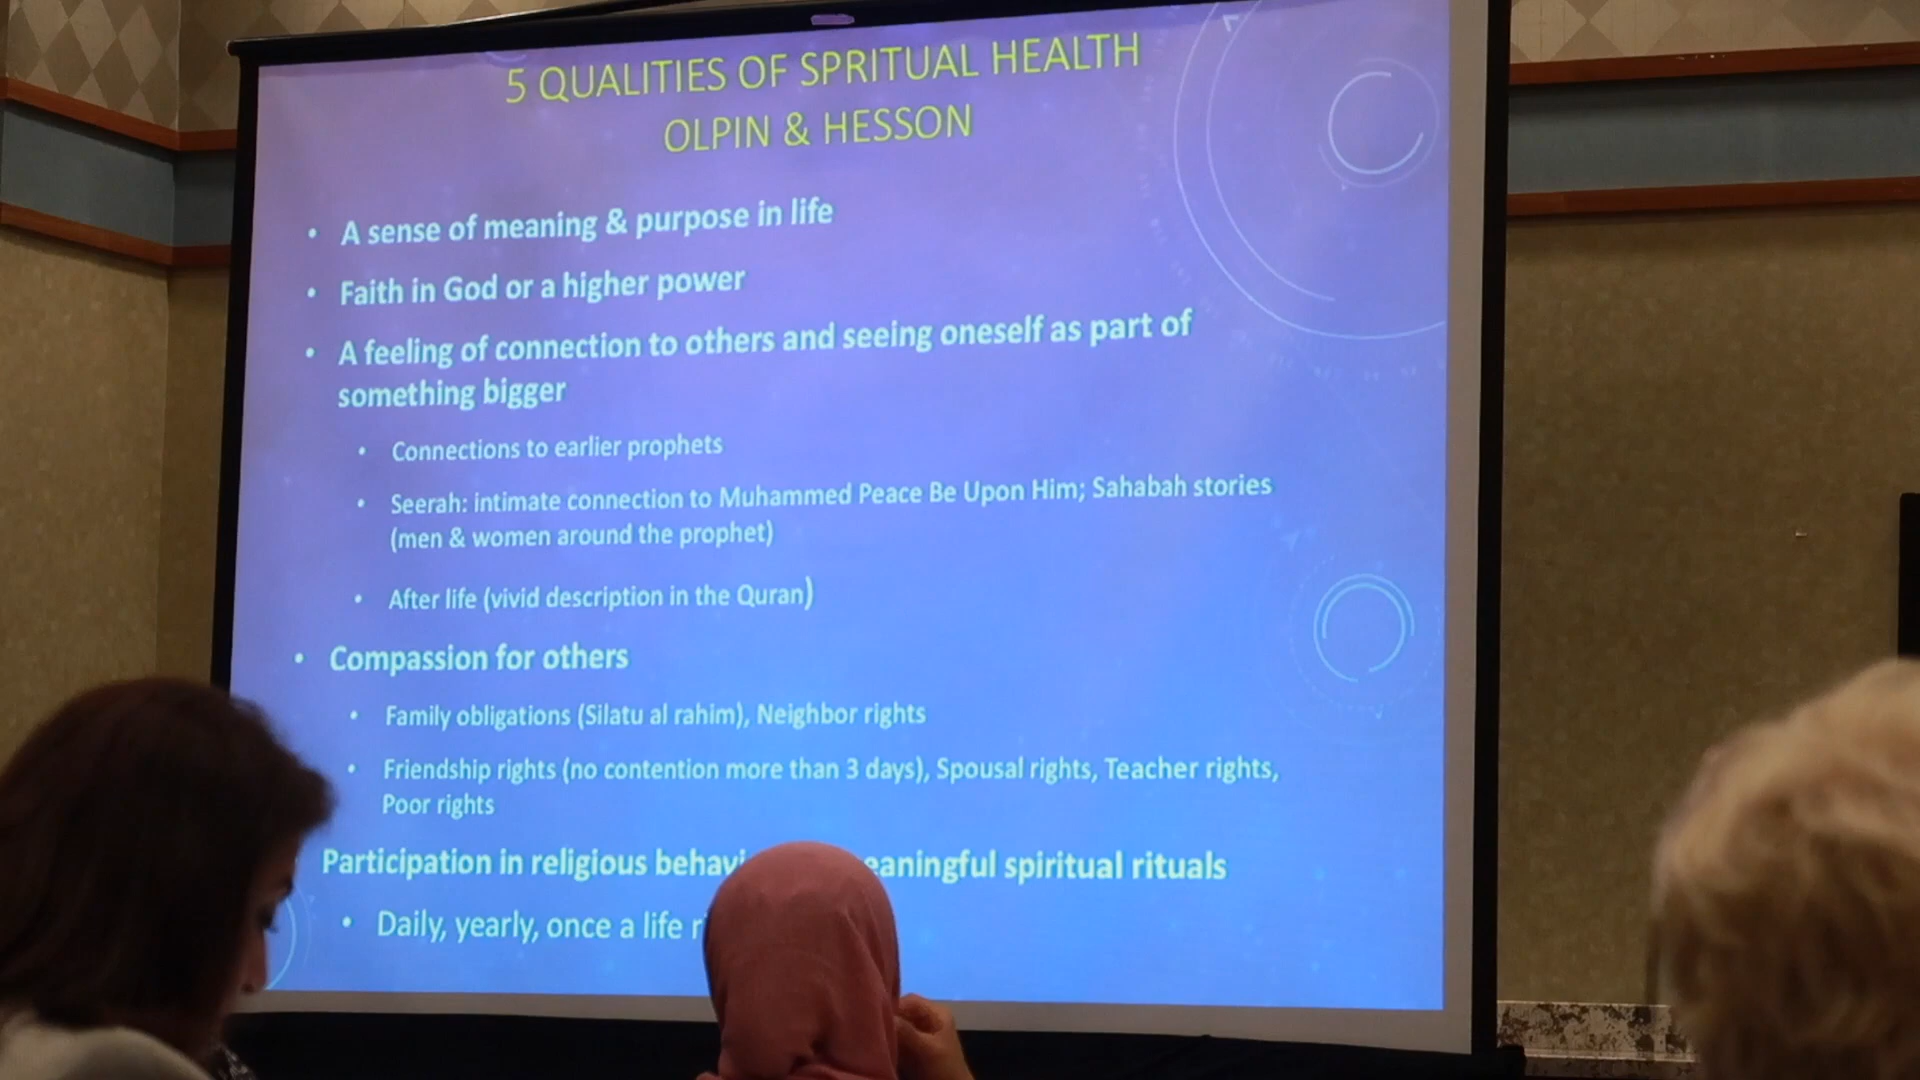 5 QUALITIES OF SPRITUAL HEALTH
OLPIN & HESSON
• A sense of meaning & purpose in life
• Faith in God or a higher power
• A feeling of connection to others and seeing oneself as part of
something bigger
• Connections to earlier prophets
• Seerah: intimate connection to Muhammed Peace Be Upon Him; Sahabah stories
(men & women around the prophet)
• After life (vivid description in the Quran)
• Compassion for others
• Family obligations (Silatu al rahim), Neighbor rights
• Friendship rights (no contention more than 3 days), Spousal rights, Teacher rights,
Poor rights
Participation in religious spiritual rituals
• Daily, yearly, once a life